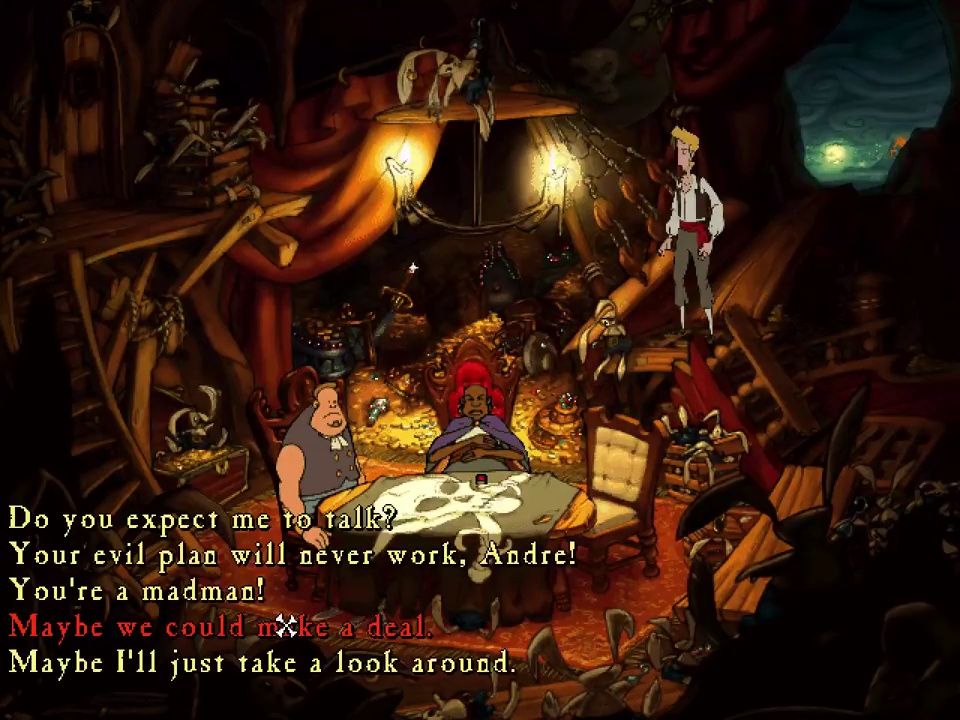 Do you expect me to talk?
Your evil plan will never work, Andre!
You're a madman!
Maybe we could make a deal.
Maybe I'll just take a look around.